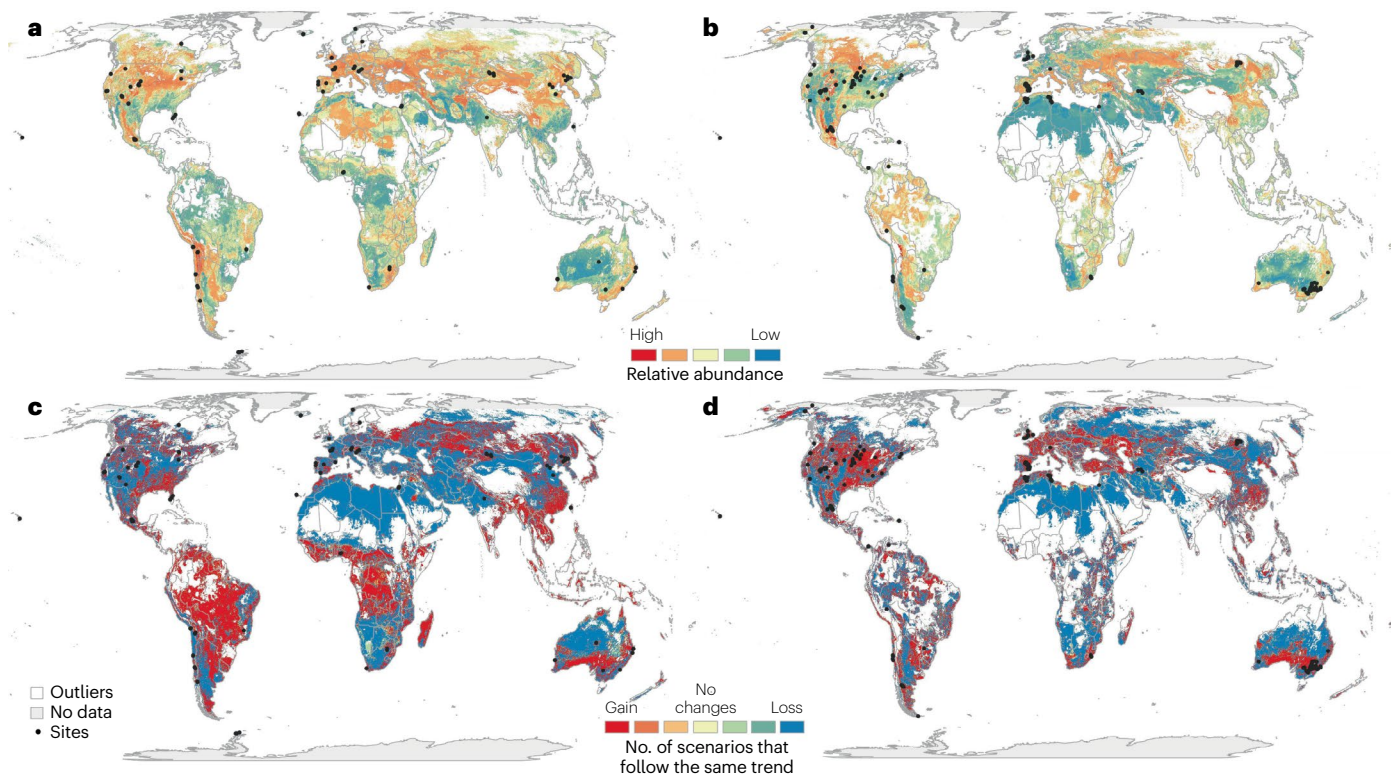 a
b
High
Low
Relative abundance
c
d
Outliers
No data
Sites
Gain
No
changes
Loss
No. of scenarios that
follow the same trend